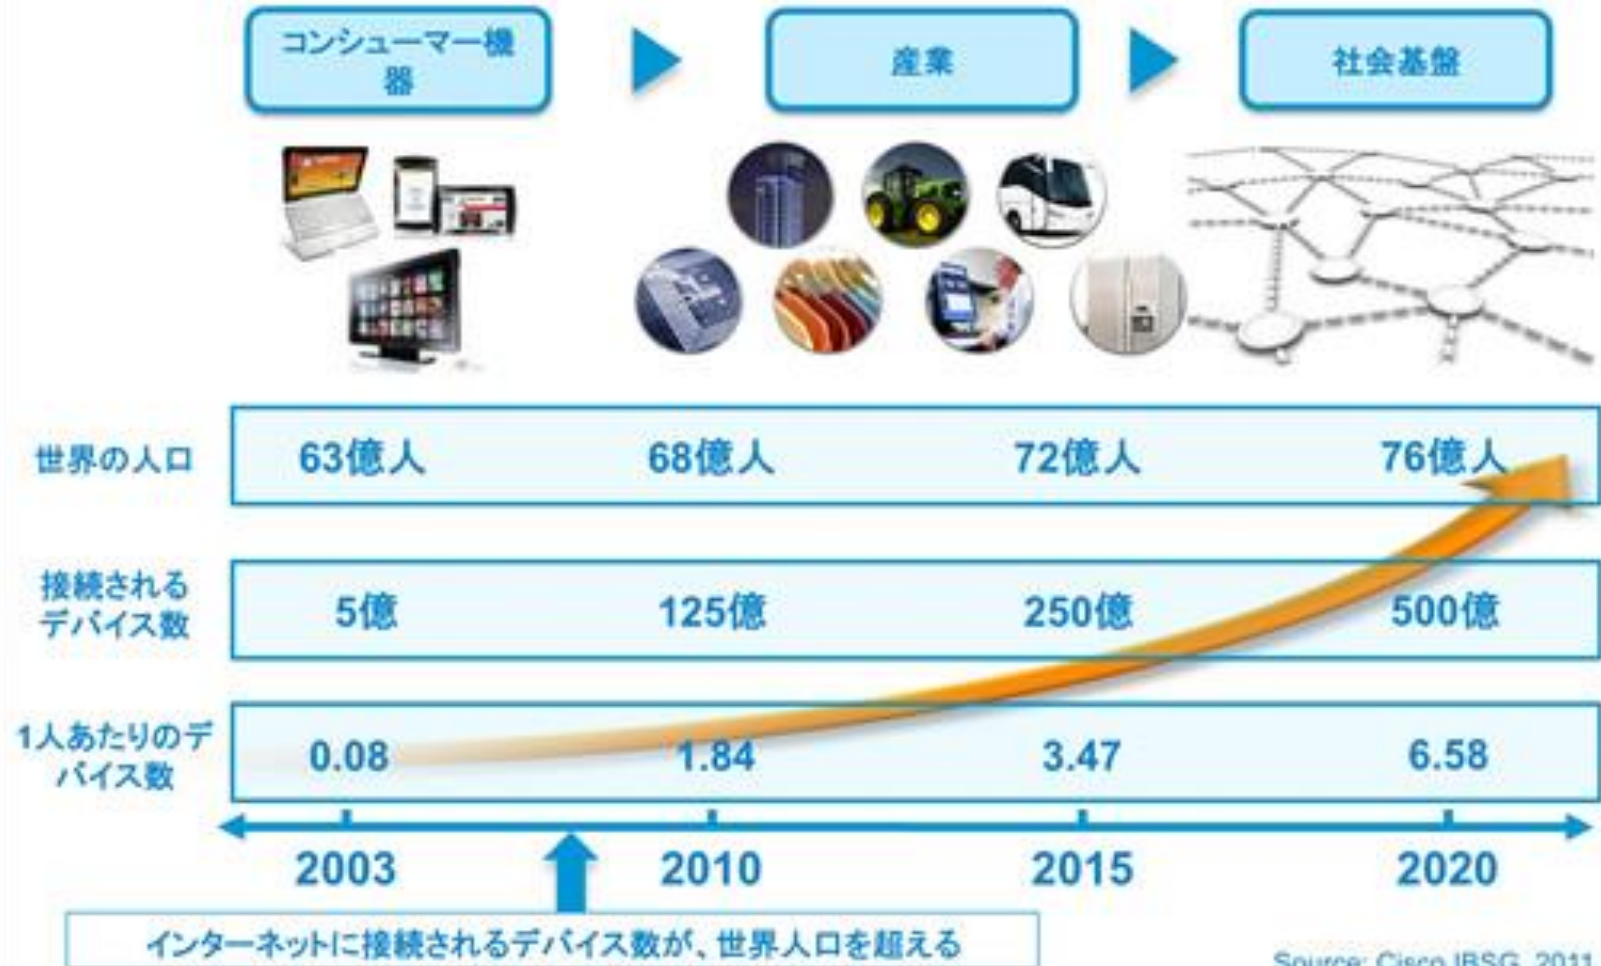 コンシューマー機
器
産業
社会基盤
世界の人口
63億人 68億人 72億人 76億人
接続される
デバイス数
5億 125億 250億 500億
1人あたりのデ
バイス数
0.08 1.84 3.47 6.58
2003 2010 2015 2020
インターネットに接続されるデバイス数が、世界人口を超える
Source: Cisco IBSG, 2011